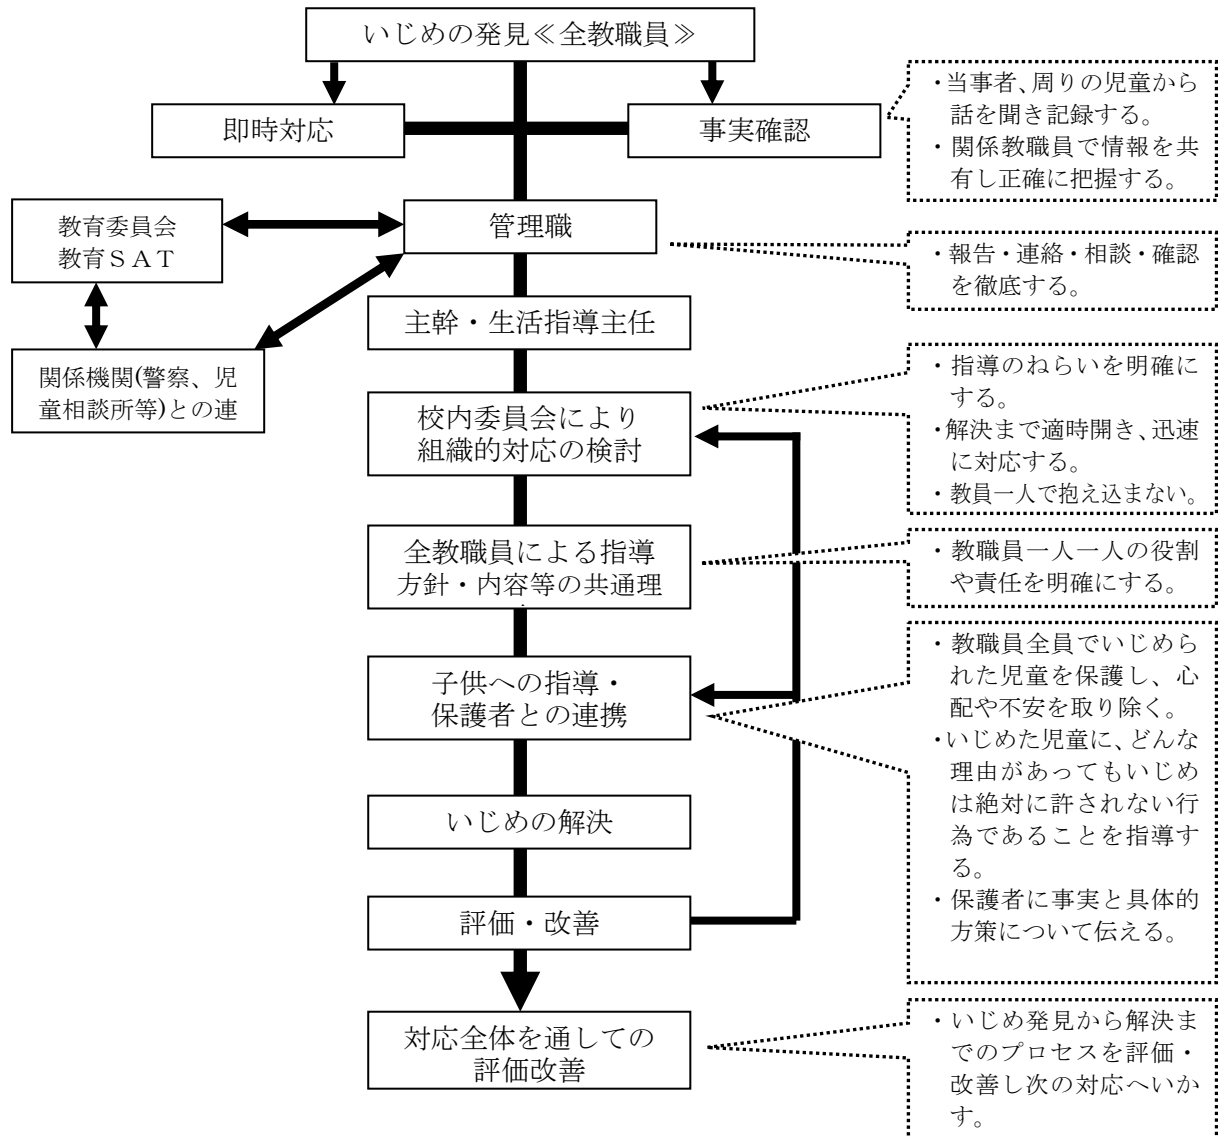 いじめの発見≪全教職員≫
即時対応
事実確認
・当事者、周りの児童から
話を聞き記録する。
・関係教職員で情報を共
有し正確に把握する。
教育委員会
教育ＳＡＴ
管理職
・報告・連絡・相談・確認
を徹底する。
主幹・生活指導主任
関係機関(警察、児
童相談所等)との連
校内委員会により
組織的対応の検討
・指導のねらいを明確に
する。
・解決まで適時開き、迅速
に対応する。
・教員一人で抱え込まない。
全教職員による指導
方針・内容等の共通理
・教職員一人一人の役割
や責任を明確にする。
子供への指導・
保護者との連携
・教職員全員でいじめら
れた児童を保護し、心
配や不安を取り除く。
・いじめた児童に、どんな
理由があってもいじめ
は絶対に許されない行
為であることを指導す
る。
・保護者に事実と具体的
方策について伝える。
いじめの解決
評価・改善
対応全体を通しての
評価改善
・いじめ発見から解決ま
でのプロセスを評価・
改善し次の対応へいか
す。